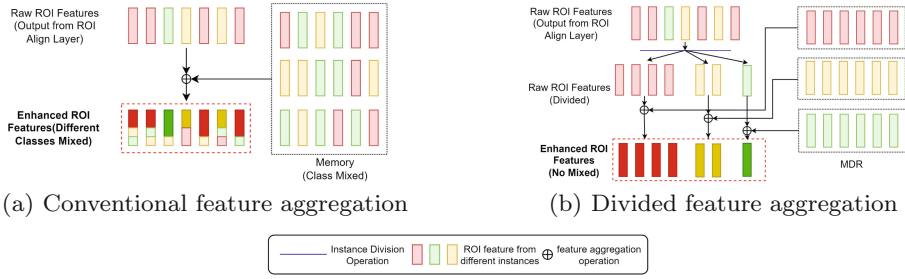 Raw ROI Features
(Output from ROI
Align Layer)
Enhanced ROI
Features(Different
Classes Mixed)
Memory
(Class Mixed)
(a) Conventional feature aggregation
Raw ROI Features
(Output from ROI
Align Layer)
Raw ROI Features
(Divided)
Enhanced ROI
Features
(No Mixed)
MDR
(b) Divided feature aggregation
Instance Division
Operation
ROI feature from
different instances
feature aggregation
operation